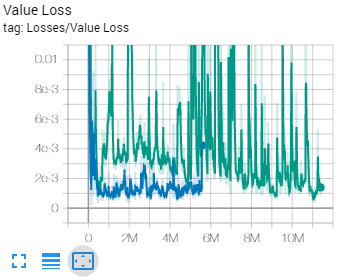 Value Loss
tag: Losses/Value Loss
0.01
8e-3
6e-3
4e-3
2e-3
0
0 2M 4M 6M 8M 10M